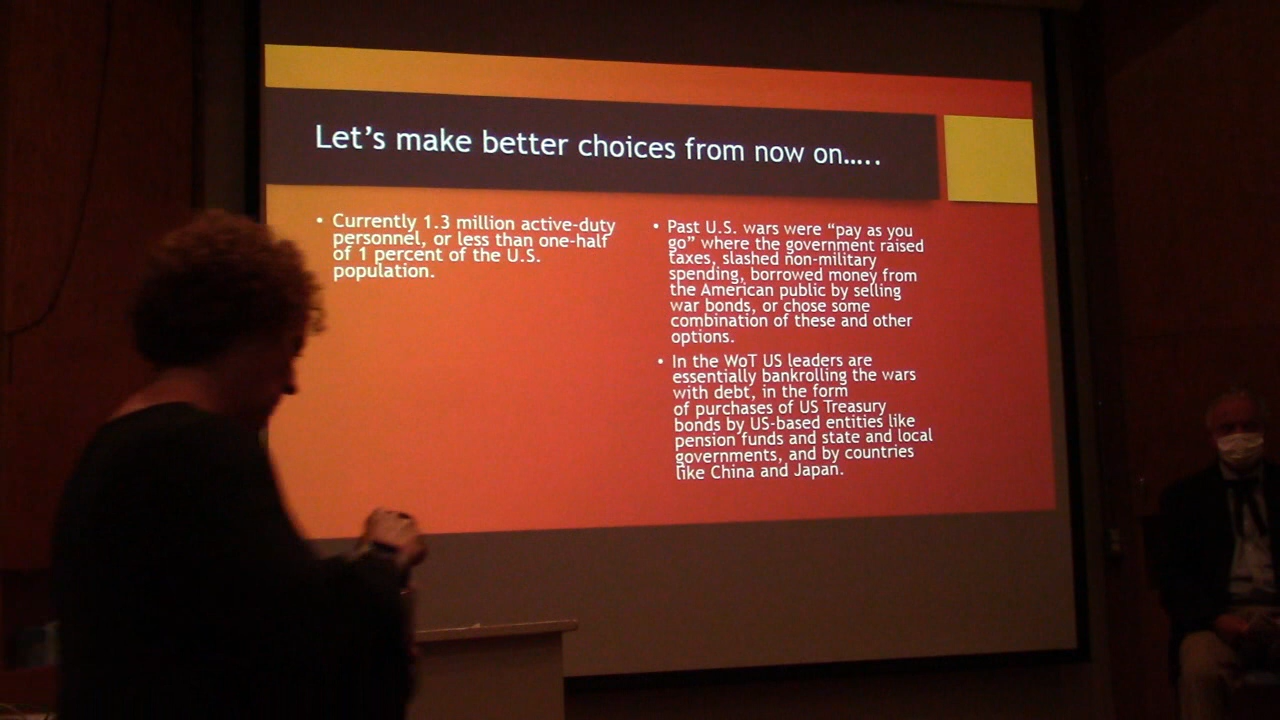 Let’s make better choices from now on.....
• Currently 1.3 million active-duty
personnel, or less than one-half
of 1 percent of the U.S.
population.
• Past U.S. wars were “pay as you
go” where the government raised
taxes, slashed non-military
spending, borrowed money from
the American public by selling
war bonds, or chose some
combination of these and other
options.
• In the WoT US leaders are
essentially bankrolling the wars
with debt, in the form
of purchases of US Treasury
bonds by US-based entities like
pension funds and state and local
governments, and by countries
like China and Japan.